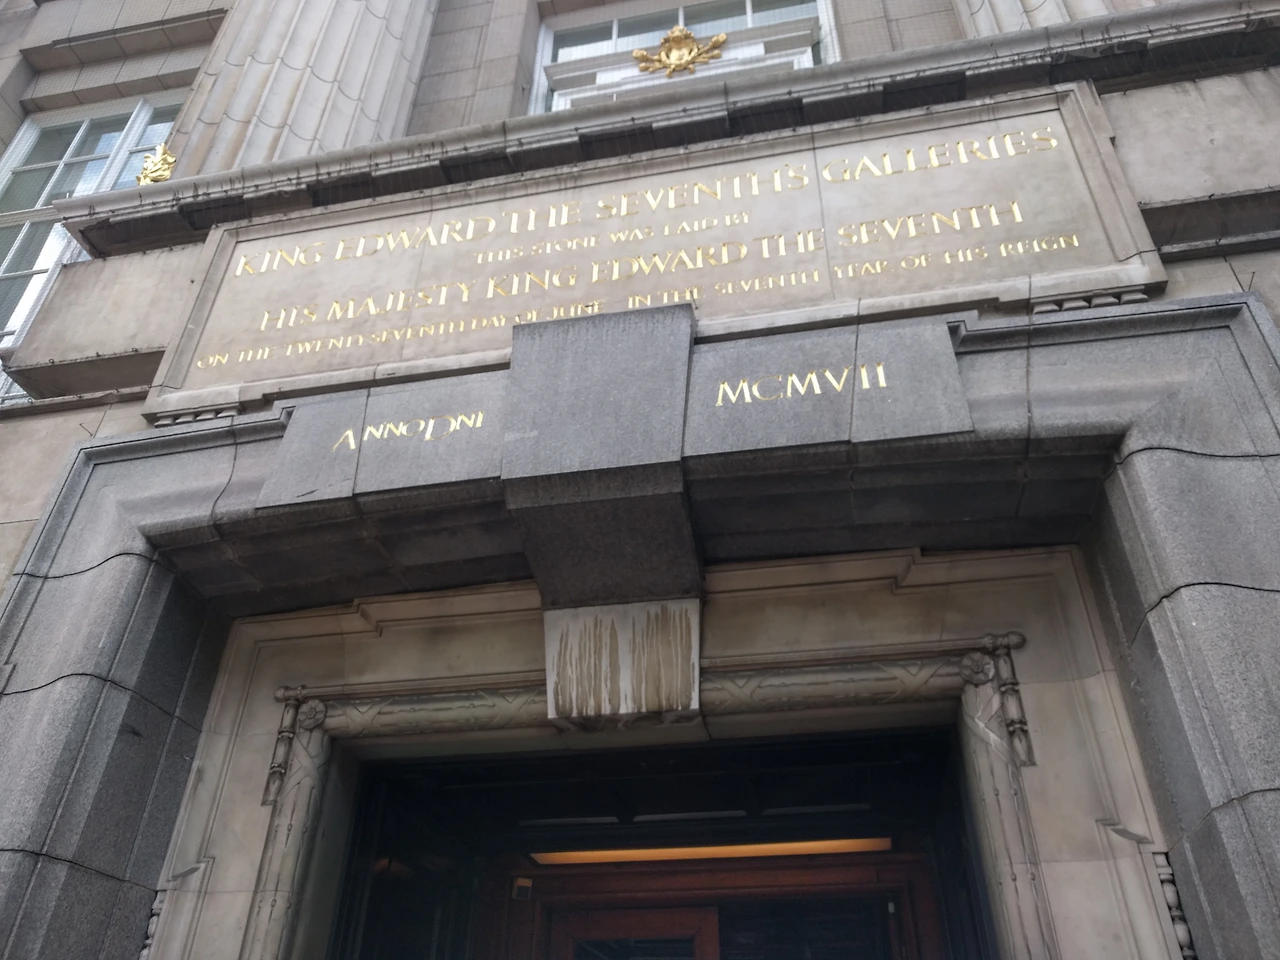 KING EDWARD THE SEVENTH'S GALLERIES
THIS STONE WAS LAID BY
HIS MAJESTY KING EDWARD THE SEVENTH
ON THE TWENTY-SEVENTH DAY OF JUNE IN THE SEVENTH YEAR OF HIS REIGN
ANNO DNI MCMVII